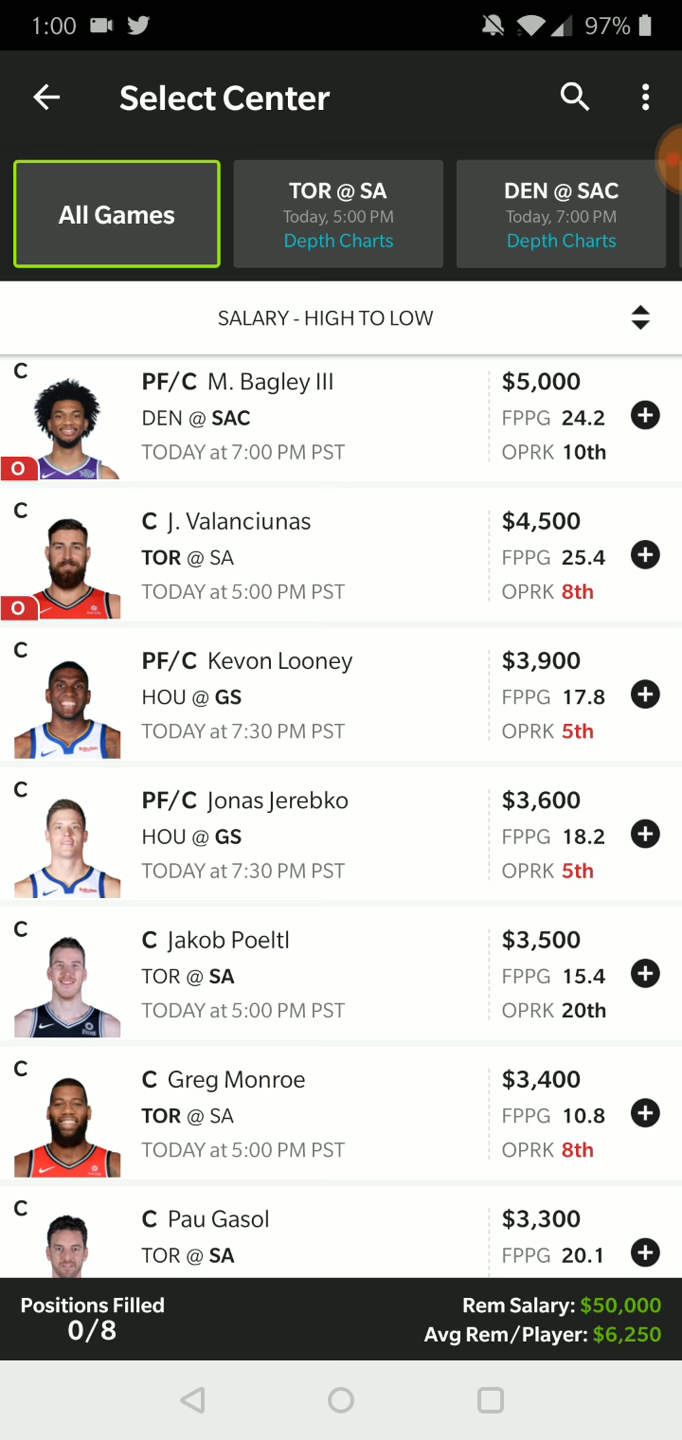 1:00 97%
Select Center
All Games
TOR @ SA
Today, 5:00 PM
Depth Charts
DEN @ SAC
Today, 7:00 PM
Depth Charts
SALARY - HIGH TO LOW
C
PF/C M. Bagley III
DEN @ SAC
TODAY at 7:00 PM PST
O
$5,000
FPPG 24.2
OPRK 10th
C
C J. Valanciunas
TOR @ SA
TODAY at 5:00 PM PST
O
$4,500
FPPG 25.4
OPRK 8th
C
PF/C Kevon Looney
HOU @ GS
TODAY at 7:30 PM PST
$3,900
FPPG 17.8
OPRK 5th
C
PF/C Jonas Jerebko
HOU @ GS
TODAY at 7:30 PM PST
$3,600
FPPG 18.2
OPRK 5th
C
C Jakob Poeltl
TOR @ SA
TODAY at 5:00 PM PST
$3,500
FPPG 15.4
OPRK 20th
C
C Greg Monroe
TOR @ SA
TODAY at 5:00 PM PST
$3,400
FPPG 10.8
OPRK 8th
C
C Pau Gasol
TOR @ SA
$3,300
FPPG 20.1
Positions Filled
0/8
Rem Salary: $50,000
Avg Rem/Player: $6,250